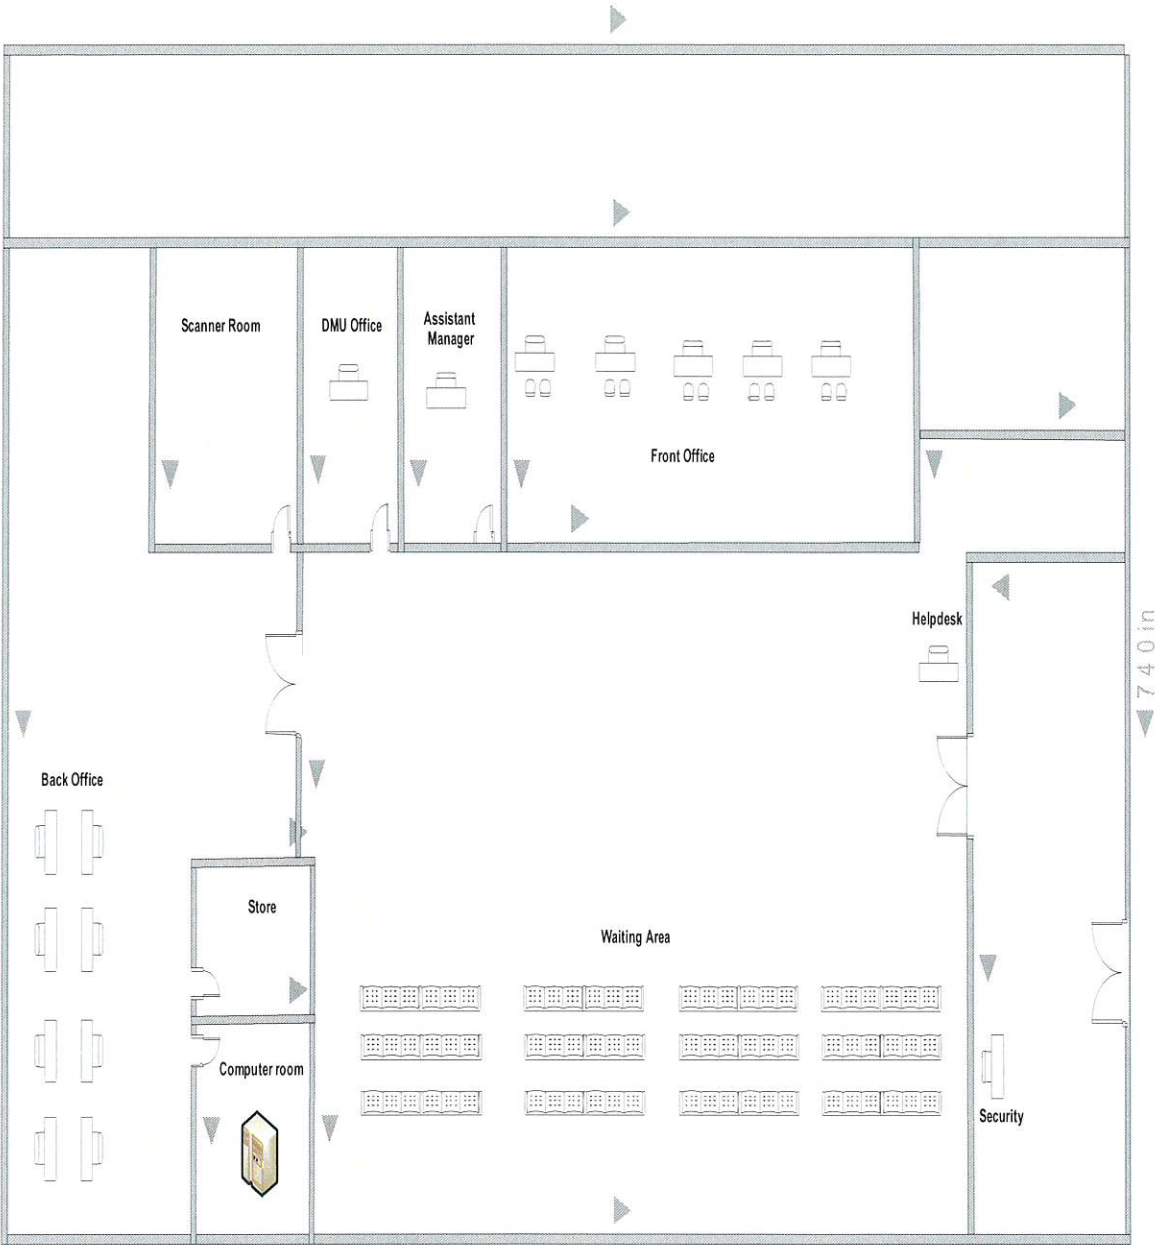 Scanner Room
DMU Office
Assistant
Manager
Front Office
Helpdesk
740in
Back Office
Store
Waiting Area
Computer room
Security